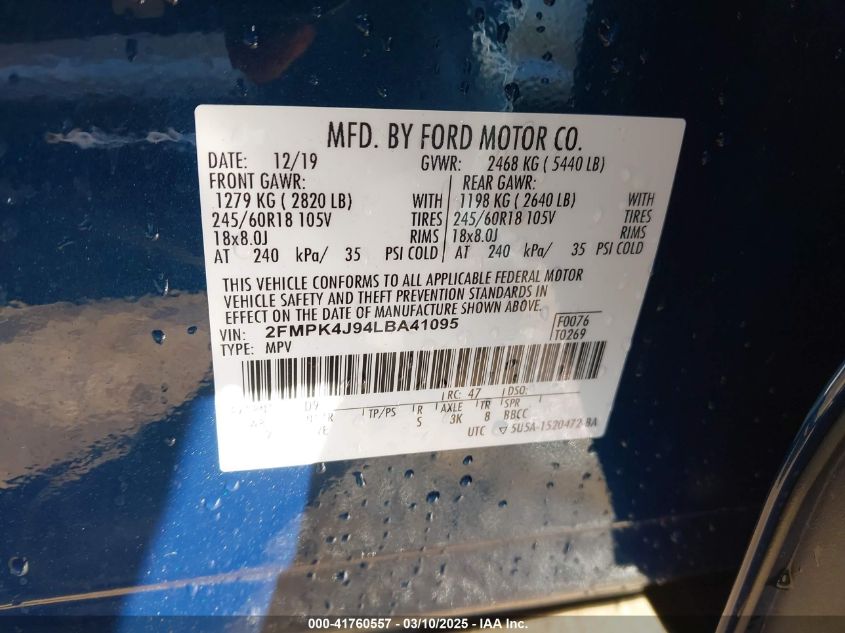 MFD. BY FORD MOTOR CO.
DATE: 12/19 GVWR: 2468 KG ( 5440 LB)
FRONT GAWR: REAR GAWR:
1279 KG ( 2820 LB) WITH 1198 KG ( 2640 LB) WITH
245/60R18 105V TIRES 245/60R18 105V TIRES
18x8.0J RIMS 18x8.0J RIMS
AT 240 kPa/ 35 PSI COLD AT 240 kPa/ 35 PSI COLD
THIS VEHICLE CONFORMS TO ALL APPLICABLE FEDERAL MOTOR
VEHICLE SAFETY AND THEFT PREVENTION STANDARDS IN
EFFECT ON THE DATE OF MANUFACTURE SHOWN ABOVE.
VIN: 2FMPK4J94LBA41095 F0076
TYPE: MPV T0269
RC: 47 DSO:
TP/PS R AXLE TR SPR
S 3K 8 BBCC
UTC 5U5A-1520472-BA
000-41760557 - 03/10/2025 - IAA Inc.